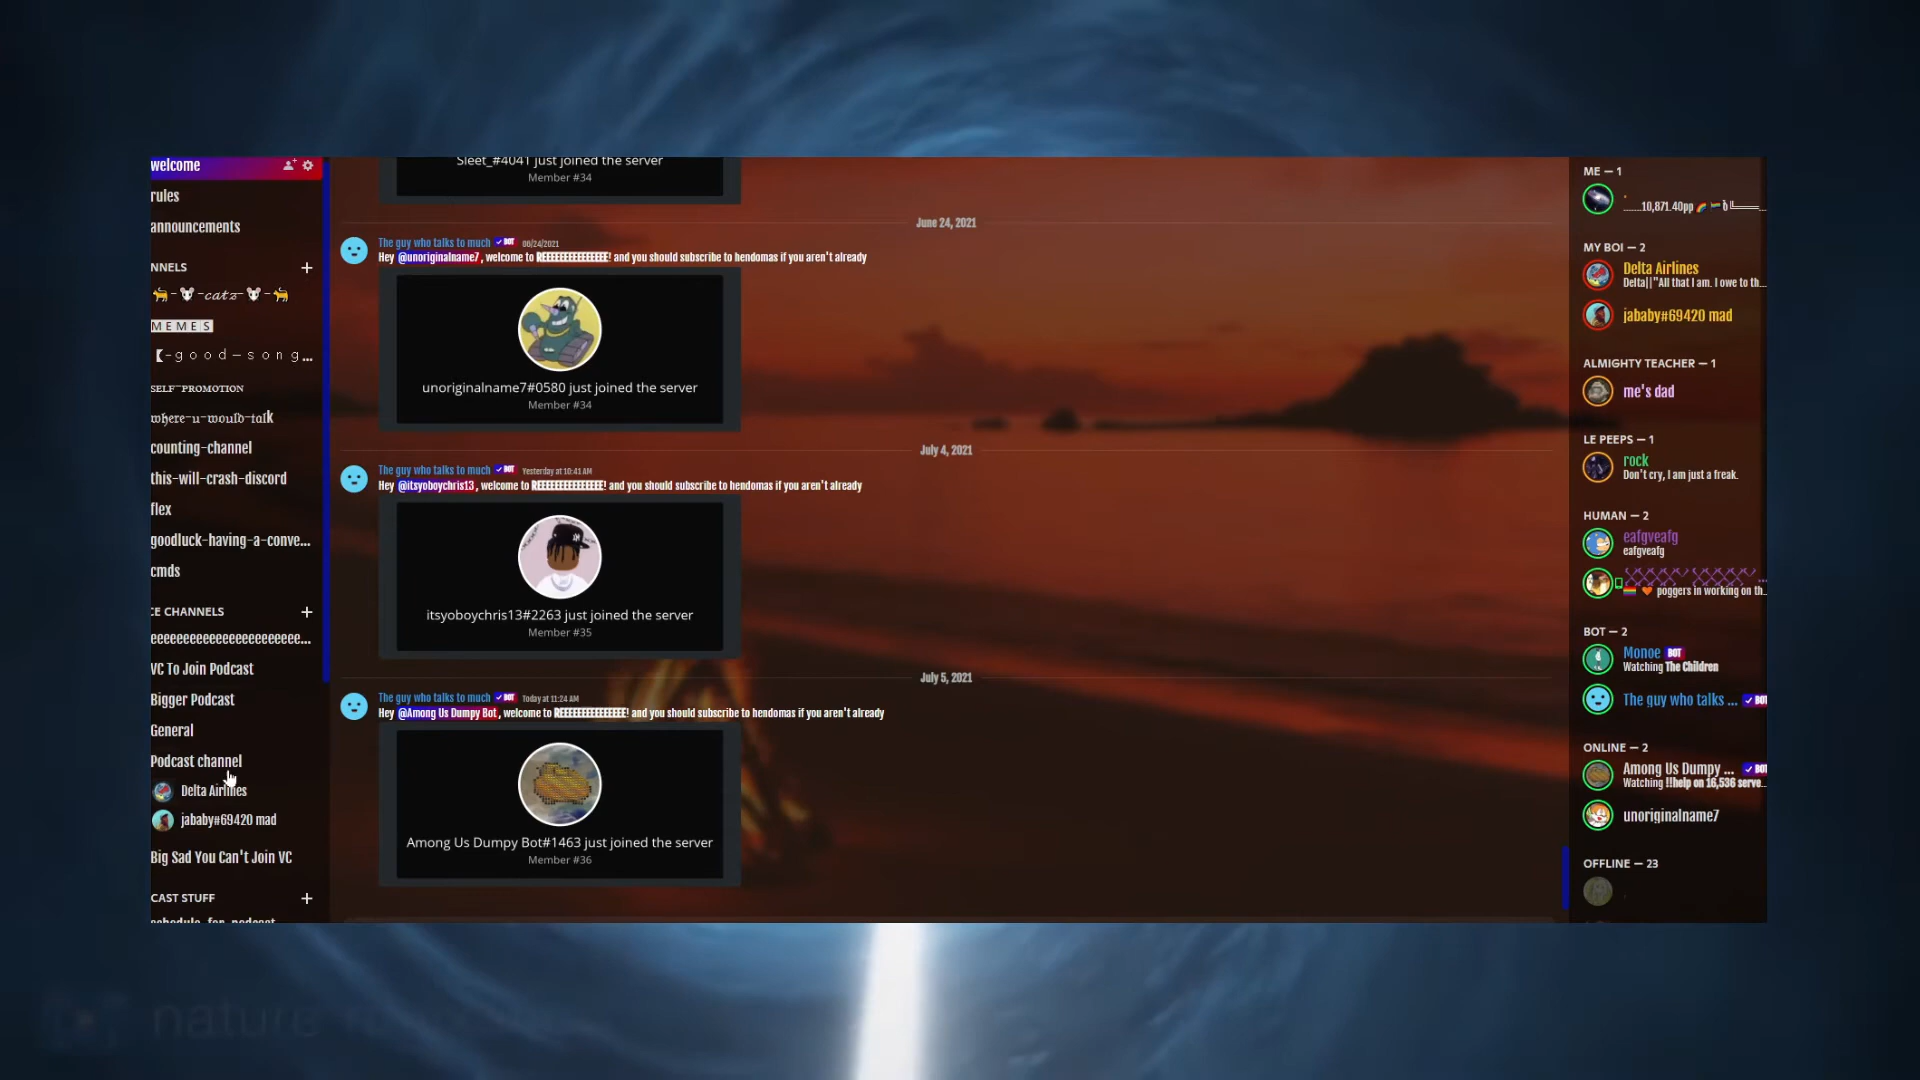 welcome
rules
announcements
NNELS
-𝓬𝓪𝓽𝔃-
MEMES
【-ｇｏｏｄ－ｓｏｎｇ...
SELF-PROMOTION
𝔴𝔥𝔢𝔯𝔢-𝔲-𝔴𝔬𝔲𝔩𝔡-𝔱𝔞𝔩k
counting-channel
this-will-crash-discord
flex
goodluck-having-a-conve...
cmds
CE CHANNELS
VC To Join Podcast
Bigger Podcast
General
Podcast channel
Delta Airlines
jababy#69420 mad
Big Sad You Can't Join VC
CAST STUFF
schedule_for_podcast
Sleet_#4041 just joined the server
Member #34
June 24, 2021
The guy who talks to much BOT 06/24/2021
Hey @unoriginalname7, welcome to REEEEEEEEEEEEE! and you should subscribe to hendomas if you aren't already
unoriginalname7#0580 just joined the server
Member #34
July 4, 2021
The guy who talks to much BOT Yesterday at 10:41 AM
Hey @itsyoboychris13, welcome to REEEEEEEEEEEEE! and you should subscribe to hendomas if you aren't already
itsyoboychris13#2263 just joined the server
Member #35
July 5, 2021
The guy who talks to much BOT Today at 11:24 AM
Hey @Among Us Dumpy Bot, welcome to REEEEEEEEEEEEE! and you should subscribe to hendomas if you aren't already
Among Us Dumpy Bot#1463 just joined the server
Member #36
ME — 1
10,871.40pp
MY BOI — 2
Delta Airlines
Delta||"All that I am. I owe to th...
jababy#69420 mad
ALMIGHTY TEACHER — 1
me's dad
LE PEEPS — 1
rock
Don't cry, I am just a freak.
HUMAN — 2
eafgveafg
eafgveafg
poggers in working on th...
BOT — 2
Monoe BOT
Watching The Children
The guy who talks ... BOT
ONLINE — 2
Among Us Dumpy ... BOT
Watching !!help on 16,536 serve...
unoriginalname7
OFFLINE — 23
nature